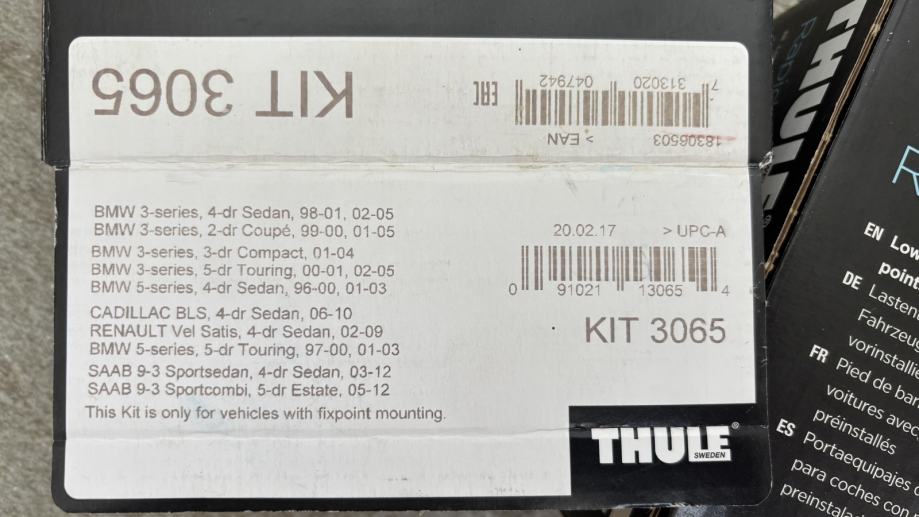 KIT 3065
EAC
7 313020 047942
> EAN
18306503
BMW 3-series, 4-dr Sedan, 98-01, 02-05
BMW 3-series, 2-dr Coupé, 99-00, 01-05
BMW 3-series, 3-dr Compact, 01-04
BMW 3-series, 5-dr Touring, 00-01, 02-05
BMW 5-series, 4-dr Sedan, 96-00, 01-03
CADILLAC BLS, 4-dr Sedan, 06-10
RENAULT Vel Satis, 4-dr Sedan, 02-09
BMW 5-series, 5-dr Touring, 97-00, 01-03
SAAB 9-3 Sportsedan, 4-dr Sedan, 03-12
SAAB 9-3 Sportcombi, 5-dr Estate, 05-12
This Kit is only for vehicles with fixpoint mounting.
20.02.17 > UPC-A
0 91021 13065 4
KIT 3065
THULE®
SWEDEN
THULE®
EN Low
point
DE Lasten
Fahrzeug
vorinstallie
FR Pied de bar
voitures avec
préinstallés
ES Portaequipajes
para coches con
preinstala